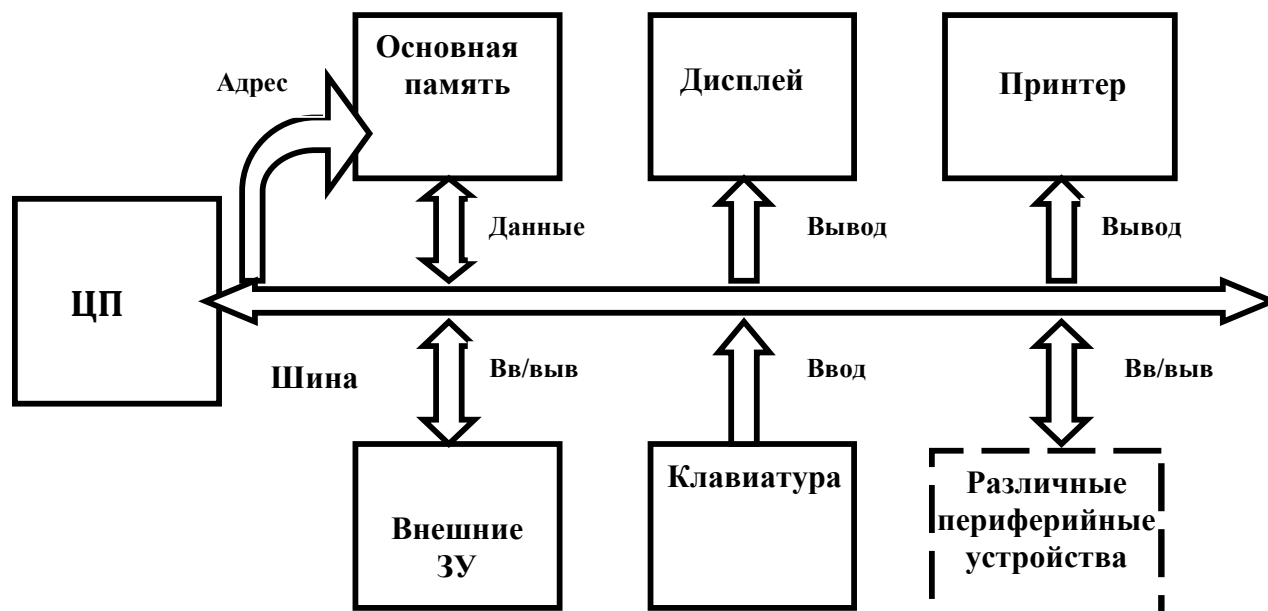 Основная
память
Адрес
Дисплей
Принтер
Данные
Вывод
Вывод
ЦП
Шина
Вв/выв
Ввод
Вв/выв
Внешние
ЗУ
Клавиатура
Различные
периферийные
устройства